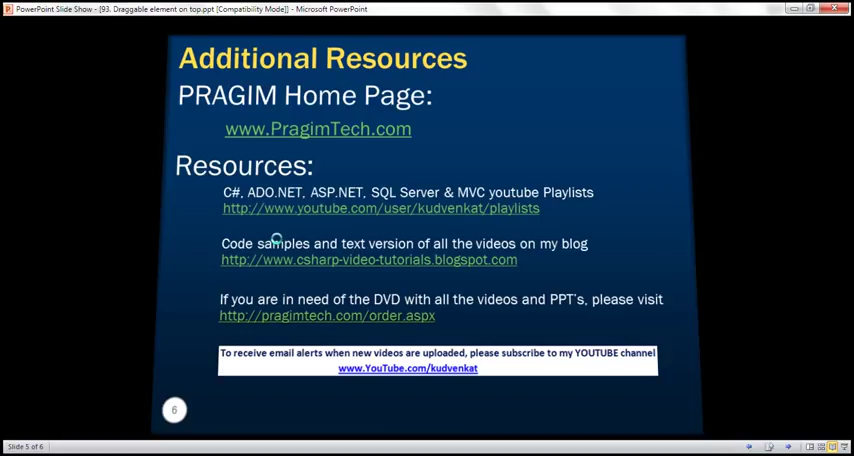 PowerPoint Slide Show - [93. Draggable element on top.ppt [Compatibility Mode]] - Microsoft PowerPoint
Additional Resources
PRAGIM Home Page:
www.PragimTech.com
Resources:
C#, ADO.NET, ASP.NET, SQL Server & MVC youtube Playlists
http://www.youtube.com/user/kudvenkat/playlists
Code samples and text version of all the videos on my blog
http://www.csharp-video-tutorials.blogspot.com
If you are in need of the DVD with all the videos and PPT's, please visit
http://pragimtech.com/order.aspx
To receive email alerts when new videos are uploaded, please subscribe to my YOUTUBE channel
www.YouTube.com/kudvenkat
6
Slide 5 of 6